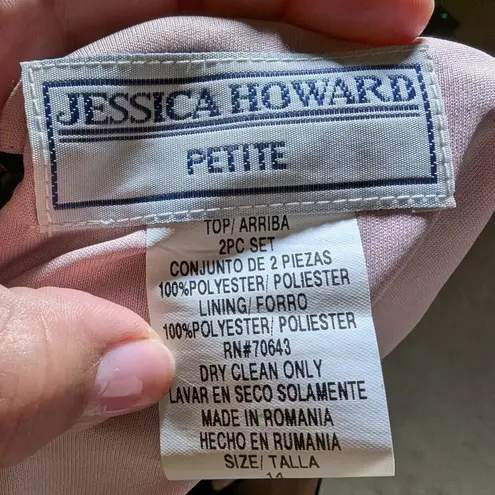 JESSICA HOWARD
PETITE
TOP/ ARRIBA
2PC SET
CONJUNTO DE 2 PIEZAS
100%POLYESTER/ POLIESTER
LINING/ FORRO
100%POLYESTER/ POLIESTER
RN#70643
DRY CLEAN ONLY
LAVAR EN SECO SOLAMENTE
MADE IN ROMANIA
HECHO EN RUMANIA
SIZE/ TALLA